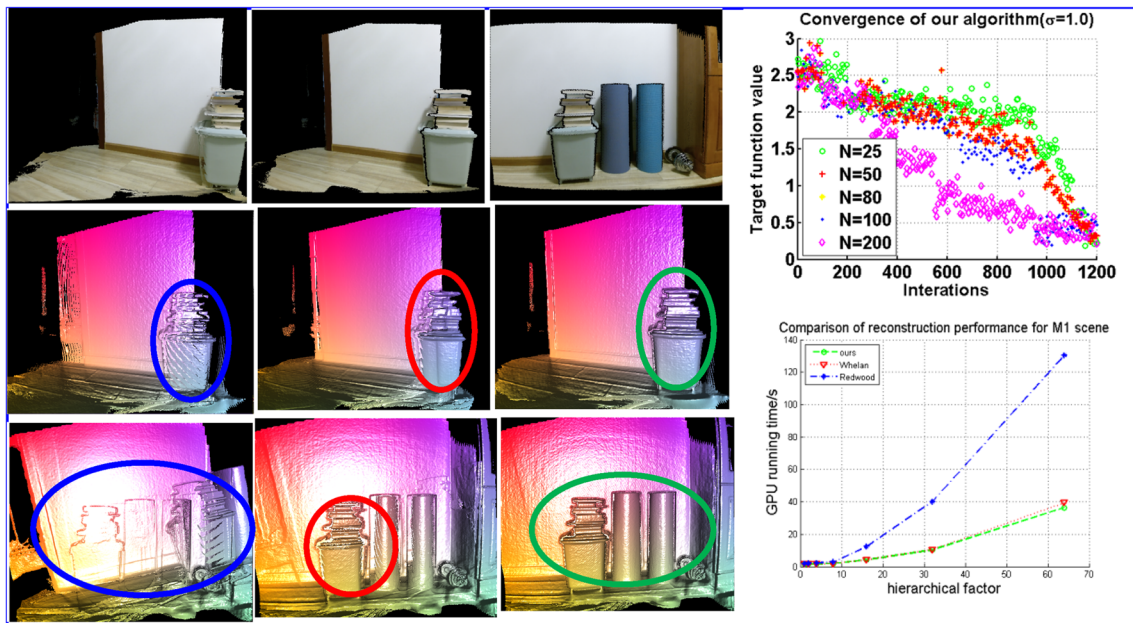 Convergence of our algorithm(σ=1.0)
3
2.5
2
1.5
1
0.5
0
Target function value
N=25
N=50
N=80
N=100
N=200
0 200 400 600 800 1000 1200
Interations
Comparison of reconstruction performance for M1 scene
140
120
100
80
60
40
20
0
GPU running time/s
ours
Whelan
Redwood
0 10 20 30 40 50 60 70
hierarchical factor